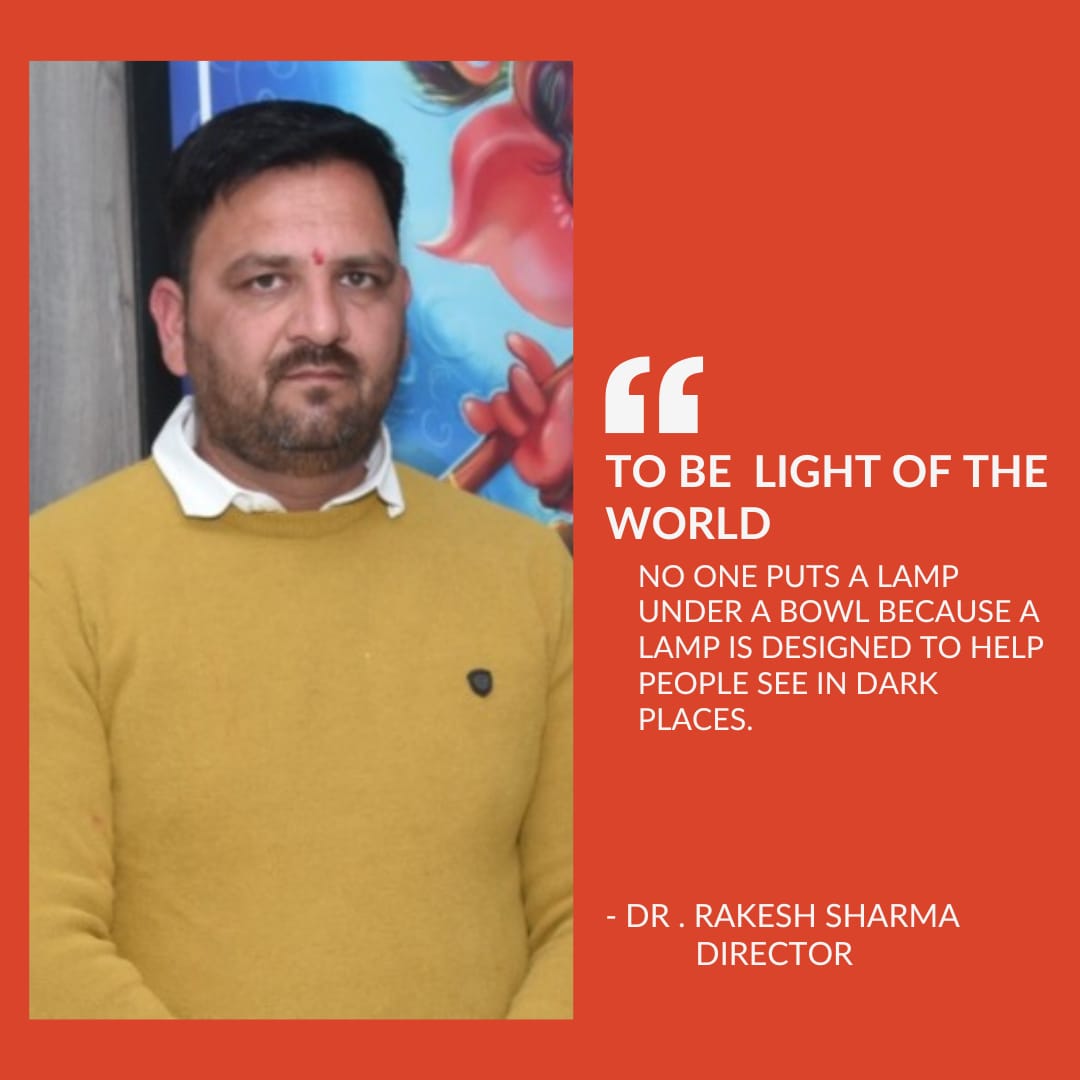 TO BE  LIGHT OF THE
WORLD
NO ONE PUTS A LAMP
UNDER A BOWL BECAUSE A
LAMP IS DESIGNED TO HELP
PEOPLE SEE IN DARK
PLACES.
- DR . RAKESH SHARMA
DIRECTOR